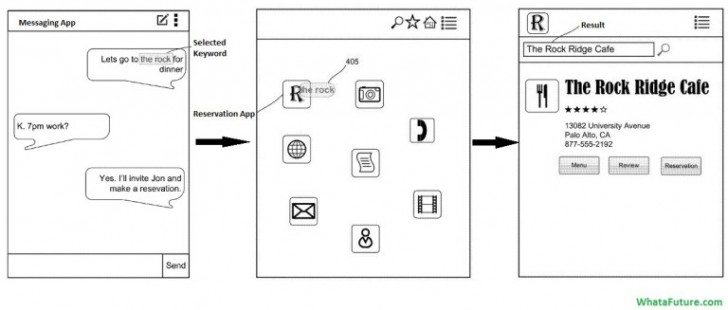 Messaging App
Selected
Keyword
Lets go to the rock for
dinner
K. 7pm work?
Yes. I'll invite Jon and
make a resevation.
Send
405
R
the rock
Reservation App
R
Result
The Rock Ridge Cafe
The Rock Ridge Cafe
13082 University Avenue
Palo Alto, CA
877-555-2192
Menu Review Reservation
WhataFuture.com